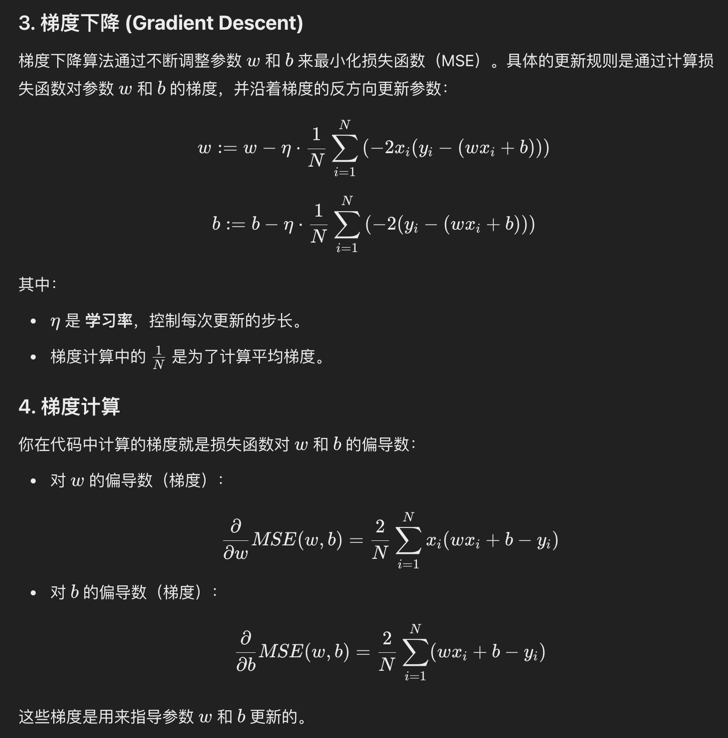 3. 梯度下降 (Gradient Descent)
梯度下降算法通过不断调整参数 w 和 b 来最小化损失函数（MSE）。具体的更新规则是通过计算损
失函数对参数 w 和 b 的梯度，并沿着梯度的反方向更新参数：
w := w − η · \frac{1}{N} \sum_{i=1}^{N} (−2x_i(y_i − (wx_i + b)))
b := b − η · \frac{1}{N} \sum_{i=1}^{N} (−2(y_i − (wx_i + b)))
其中：
• η 是 学习率，控制每次更新的步长。
• 梯度计算中的 \frac{1}{N} 是为了计算平均梯度。
4. 梯度计算
你在代码中计算的梯度就是损失函数对 w 和 b 的偏导数：
• 对 w 的偏导数（梯度）：
\frac{∂}{∂w} MSE(w, b) = \frac{2}{N} \sum_{i=1}^{N} x_i(wx_i + b − y_i)
• 对 b 的偏导数（梯度）：
\frac{∂}{∂b} MSE(w, b) = \frac{2}{N} \sum_{i=1}^{N} (wx_i + b − y_i)
这些梯度是用来指导参数 w 和 b 更新的。